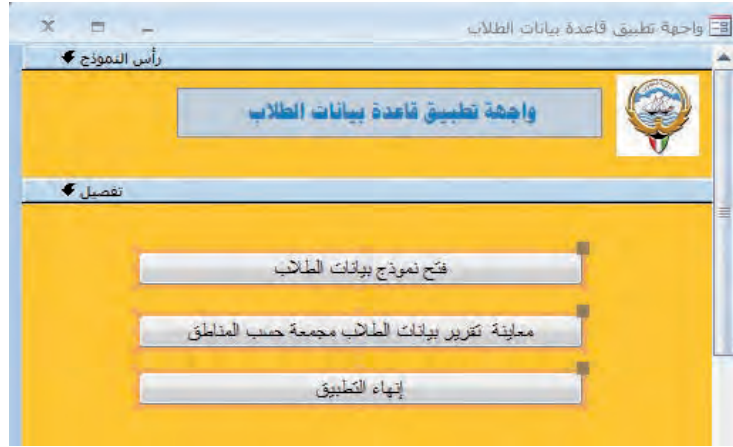 واجهة تطبيق قاعدة بيانات الطلاب
رأس النموذج
واجهة تطبيق قاعدة بيانات الطلاب
تفصيل
فتح نموذج بيانات الطلاب
معاينة تقرير بيانات الطلاب مجمعة حسب المناطق
إنهاء التطبيق